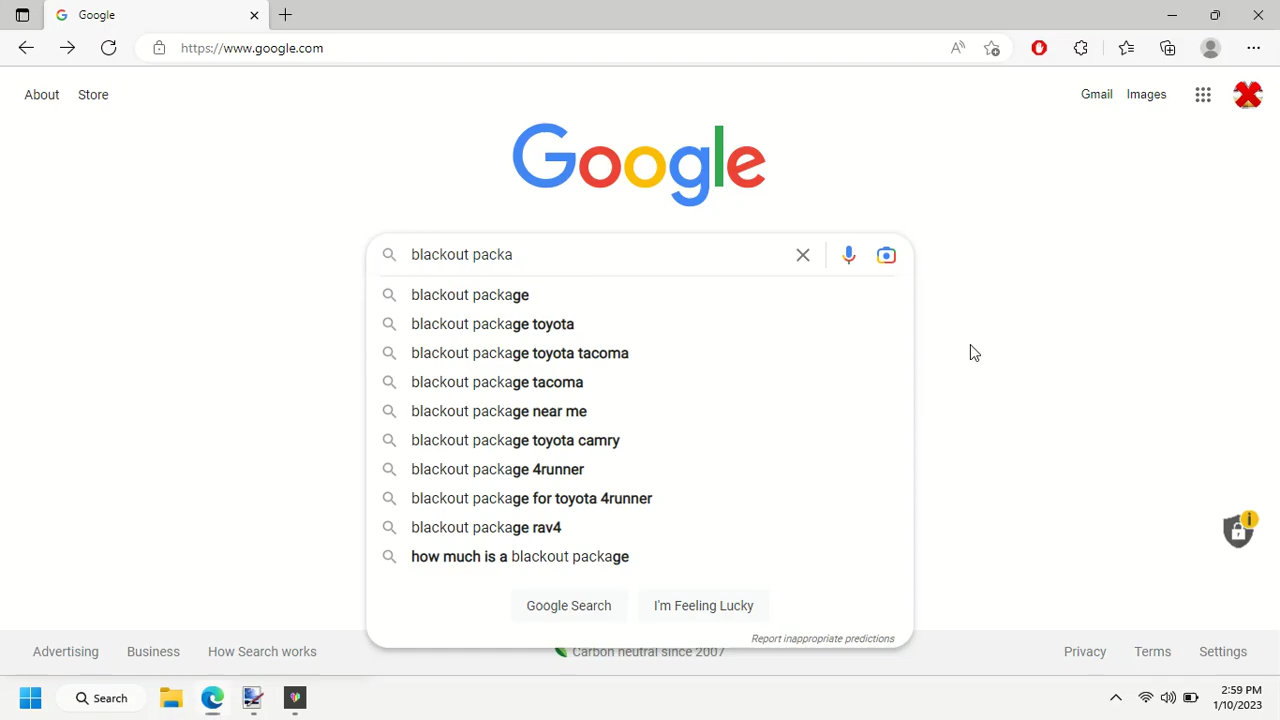 Google
https://www.google.com
About Store Gmail Images
Google
blackout packa
blackout package
blackout package toyota
blackout package toyota tacoma
blackout package tacoma
blackout package near me
blackout package toyota camry
blackout package 4runner
blackout package for toyota 4runner
blackout package rav4
how much is a blackout package
Google Search I'm Feeling Lucky
Report inappropriate predictions
Advertising Business How Search works Carbon neutral since 2007 Privacy Terms Settings
Search 2:59 PM
1/10/2023